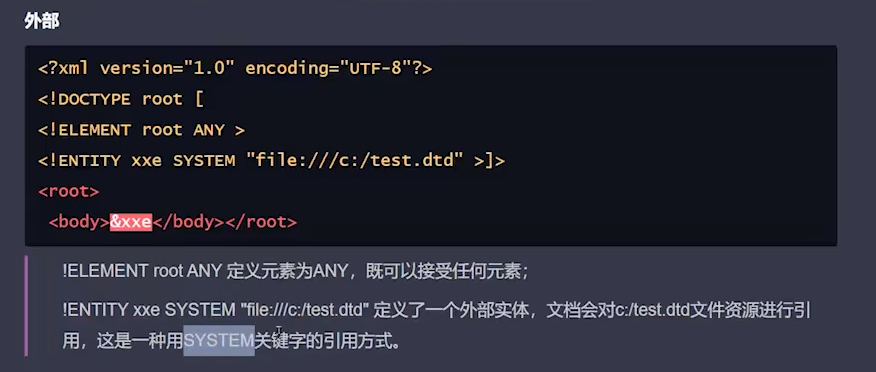 外部
<?xml version="1.0" encoding="UTF-8"?>
<!DOCTYPE root [
<!ELEMENT root ANY >
<!ENTITY xxe SYSTEM "file:///c:/test.dtd" >]>
<root>
<body>&xxe</body></root>
!ELEMENT root ANY 定义元素为ANY，既可以接受任何元素；
!ENTITY xxe SYSTEM "file:///c:/test.dtd" 定义了一个外部实体，文档会对c:/test.dtd文件资源进行引
用，这是一种用SYSTEM关键字的引用方式。